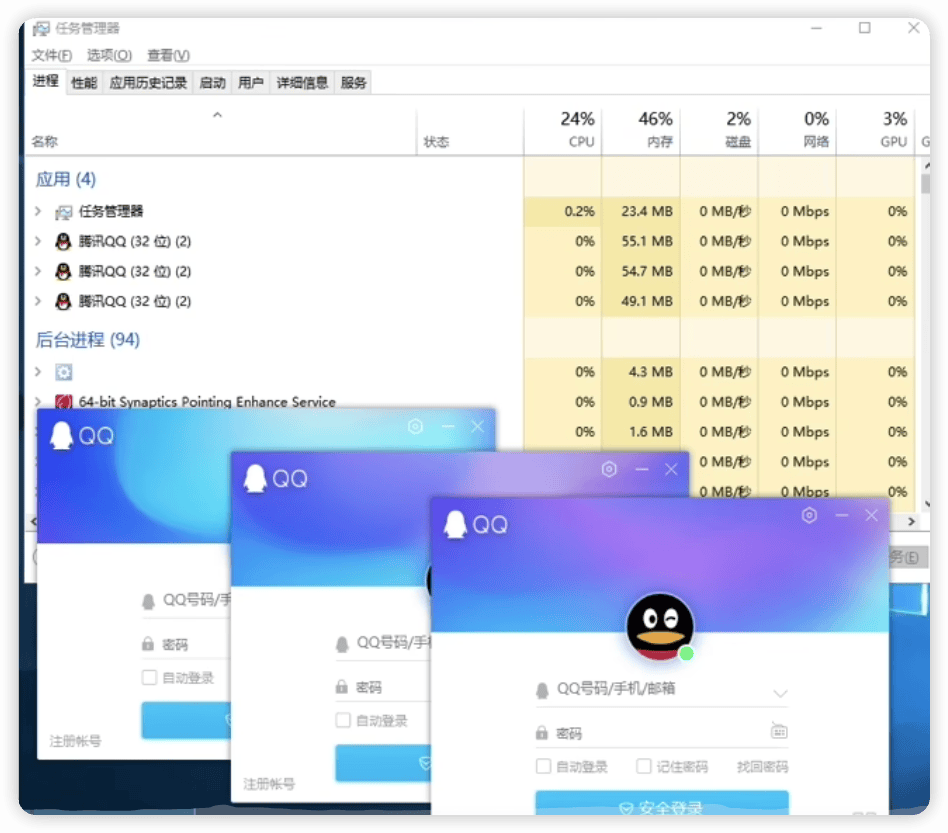 任务管理器
文件(F) 选项(O) 查看(V)
进程 性能 应用历史记录 启动 用户 详细信息 服务
24% 46% 2% 0% 3%
名称 状态 CPU 内存 磁盘 网络 GPU G
应用 (4)
任务管理器 0.2% 23.4 MB 0 MB/秒 0 Mbps 0%
腾讯QQ (32 位) (2) 0% 55.1 MB 0 MB/秒 0 Mbps 0%
腾讯QQ (32 位) (2) 0% 54.7 MB 0 MB/秒 0 Mbps 0%
腾讯QQ (32 位) (2) 0% 49.1 MB 0 MB/秒 0 Mbps 0%
后台进程 (94)
0% 4.3 MB 0 MB/秒 0 Mbps 0%
64-bit Synaptics Pointing Enhance Service 0% 0.9 MB 0 MB/秒 0 Mbps 0%
0% 1.6 MB 0 MB/秒 0 Mbps 0%
0 MB/秒 0 Mbps 0%
0 MB/秒 0 Mbps 0%
务(E)
QQ
QQ号码/手
密码
自动登录
注册帐号
QQ
QQ号码/手
密码
自动登录
注册帐号
QQ
QQ号码/手机/邮箱
密码
自动登录 记住密码 找回密码
安全登录